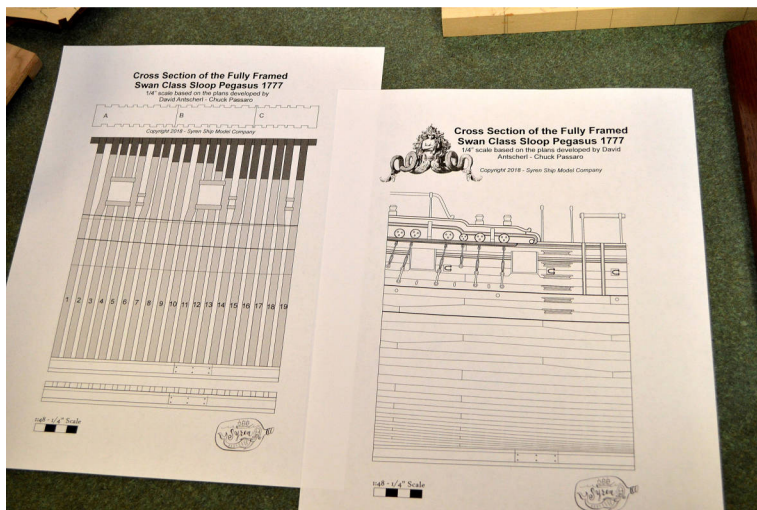 Cross Section of the Fully Framed
Swan Class Sloop Pegasus 1777
1/4" scale based on the plans developed by
David Antscherl - Chuck Passaro
A B C
Copyright 2018 - Syren Ship Model Company
1 2 3 4 5 6 7 8 9 10 11 12 13 14 15 16 17 18 19
1:48 - 1/4" Scale
Syren
Cross Section of the Fully Framed
Swan Class Sloop Pegasus 1777
1/4" scale based on the plans developed by David
Antscherl - Chuck Passaro
Copyright 2018 - Syren Ship Model Company
1:48 - 1/4" Scale
Syren